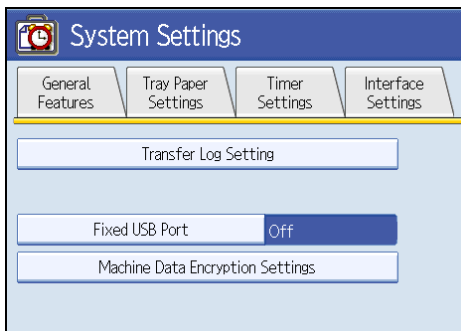 System Settings
General Features
Tray Paper Settings
Timer Settings
Interface Settings
Transfer Log Setting
Fixed USB Port Off
Machine Data Encryption Settings